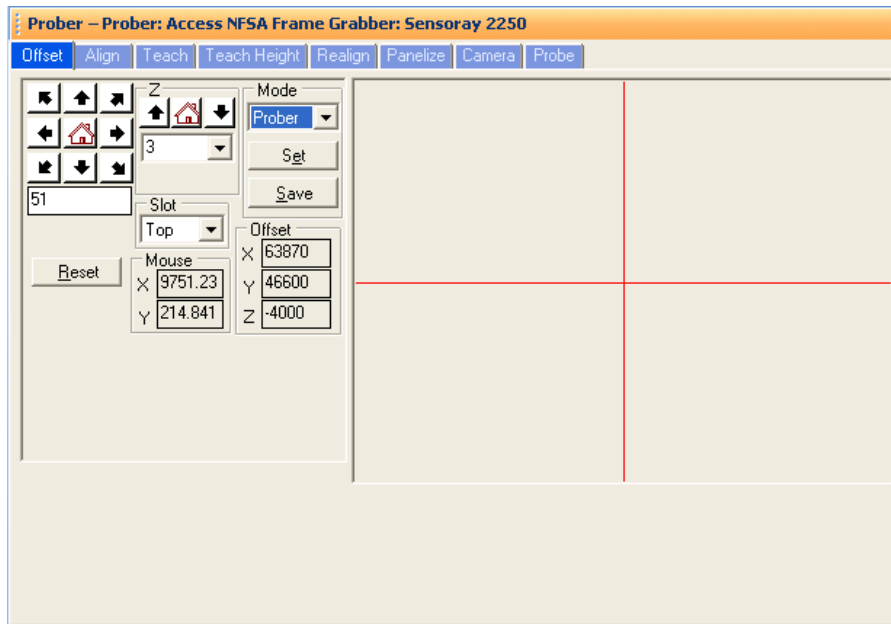 Prober – Prober: Access NFSA Frame Grabber: Sensoray 2250
Offset Align Teach Teach Height Realign Panelize Camera Probe
Z
Mode
Prober
3
Set
Save
51
Slot
Top
Offset
X 63870
Y 46600
Z -4000
Reset
Mouse
X 9751.23
Y 214.841